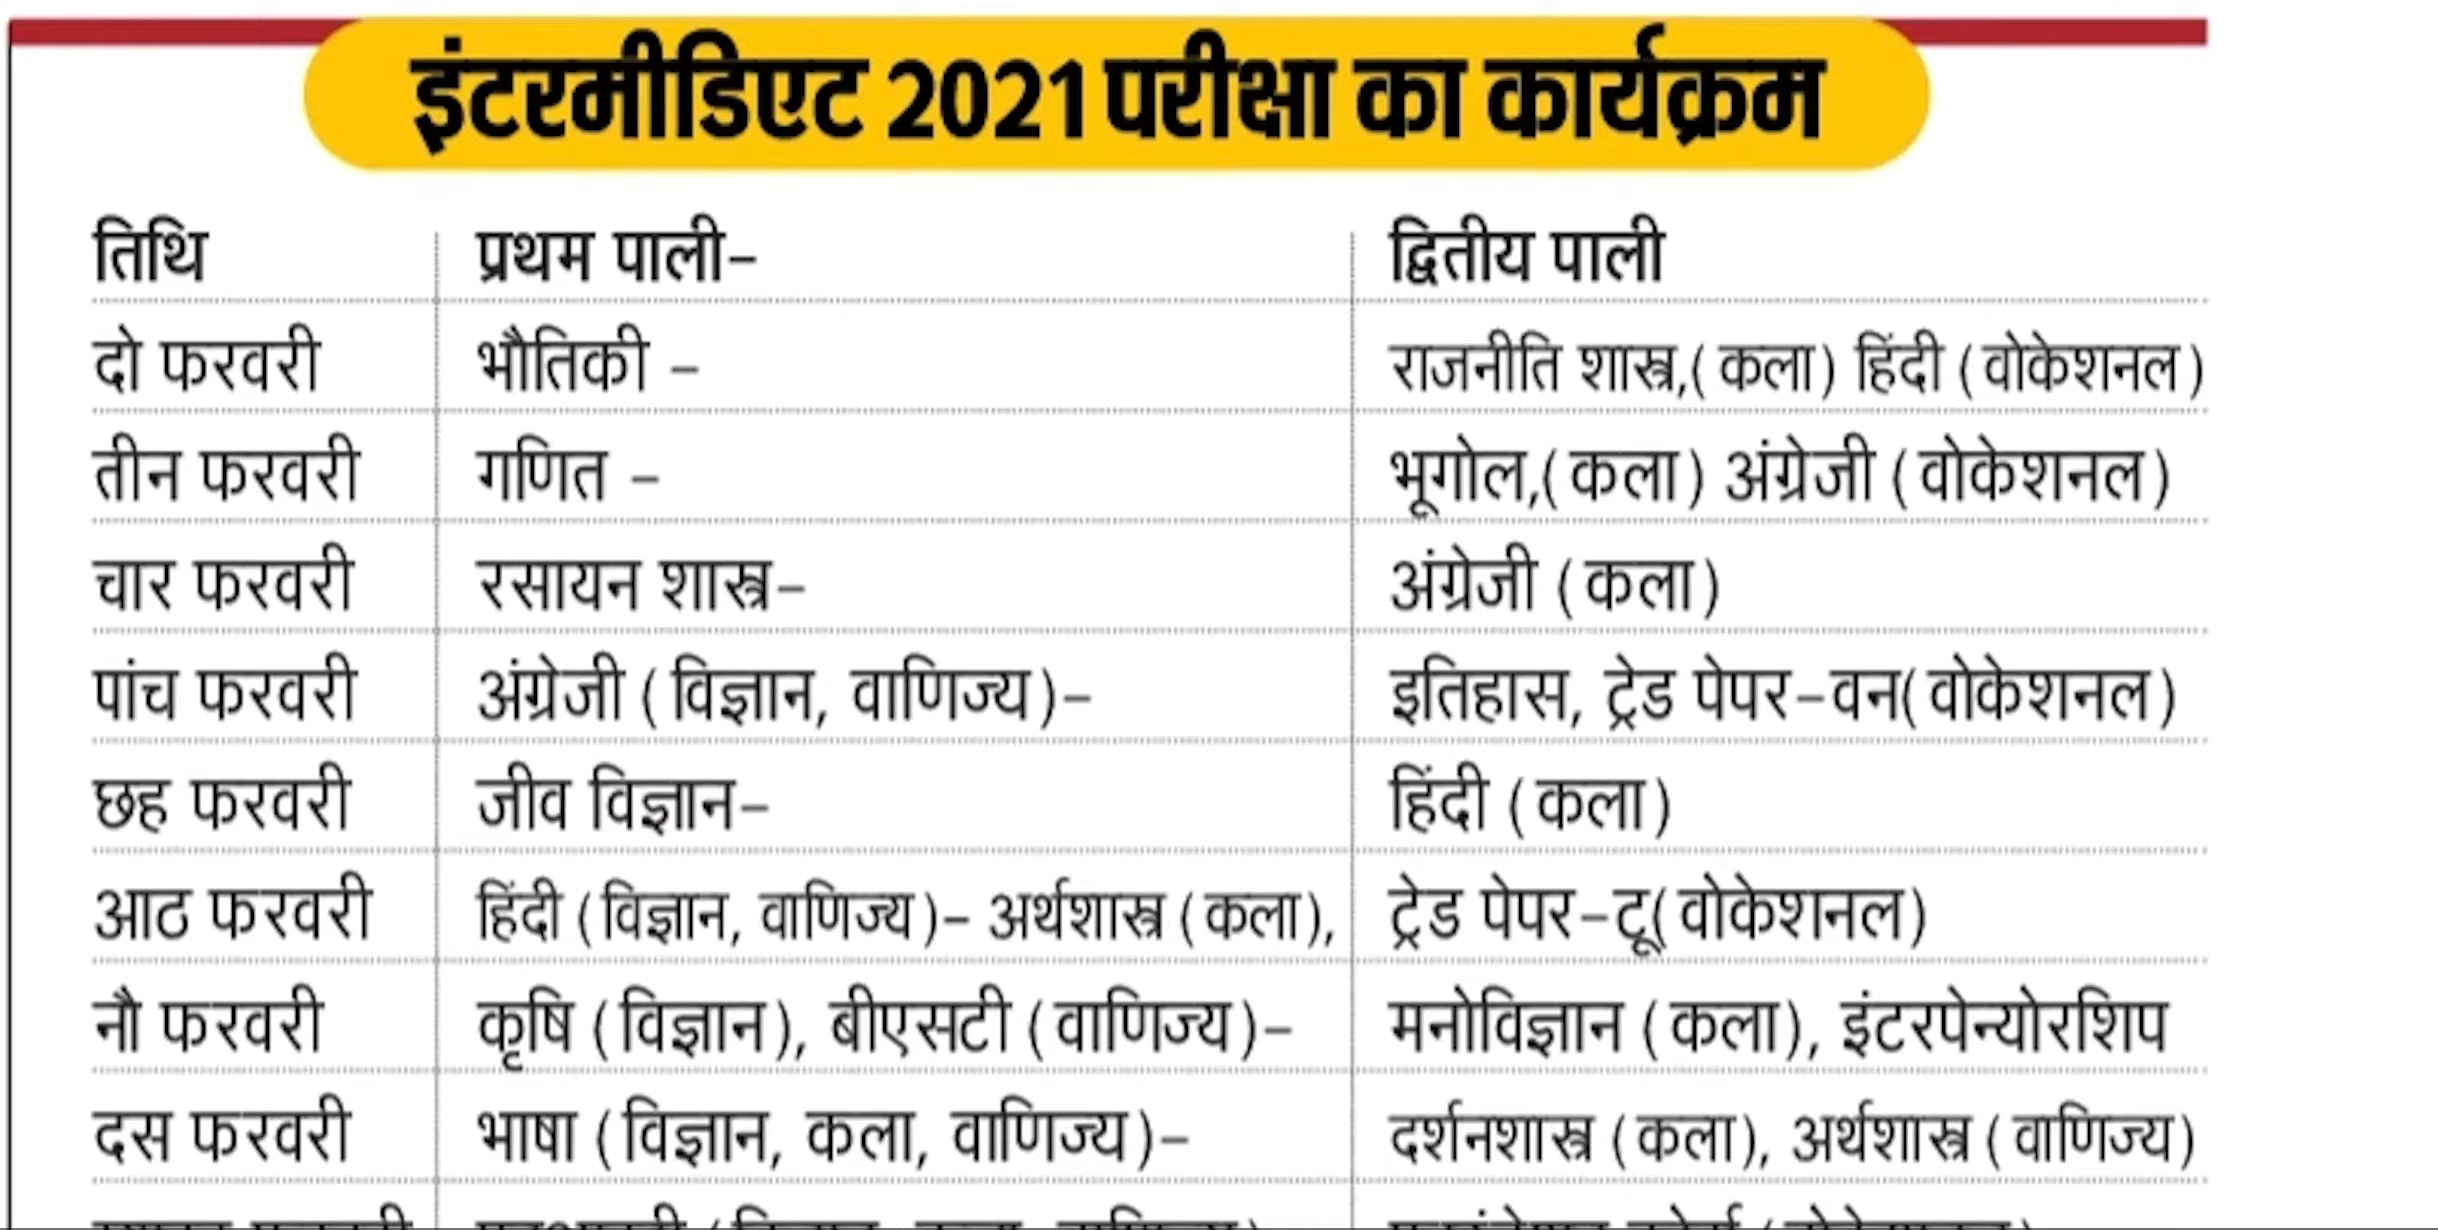 इंटरमीडिएट 2021 परीक्षा का कार्यक्रम
तिथि प्रथम पाली– द्वितीय पाली
दो फरवरी भौतिकी – राजनीति शास्त्र,(कला) हिंदी (वोकेशनल)
तीन फरवरी गणित – भूगोल,(कला) अंग्रेजी (वोकेशनल)
चार फरवरी रसायन शास्त्र– अंग्रेजी (कला)
पांच फरवरी अंग्रेजी (विज्ञान, वाणिज्य)– इतिहास, ट्रेड पेपर–वन(वोकेशनल)
छह फरवरी जीव विज्ञान– हिंदी (कला)
आठ फरवरी हिंदी (विज्ञान, वाणिज्य)– अर्थशास्त्र (कला), ट्रेड पेपर–टू(वोकेशनल)
नौ फरवरी कृषि (विज्ञान), बीएसटी (वाणिज्य)– मनोविज्ञान (कला), इंटरपेन्योरशिप
दस फरवरी भाषा (विज्ञान, कला, वाणिज्य)– दर्शनशास्त्र (कला), अर्थशास्त्र (वाणिज्य)